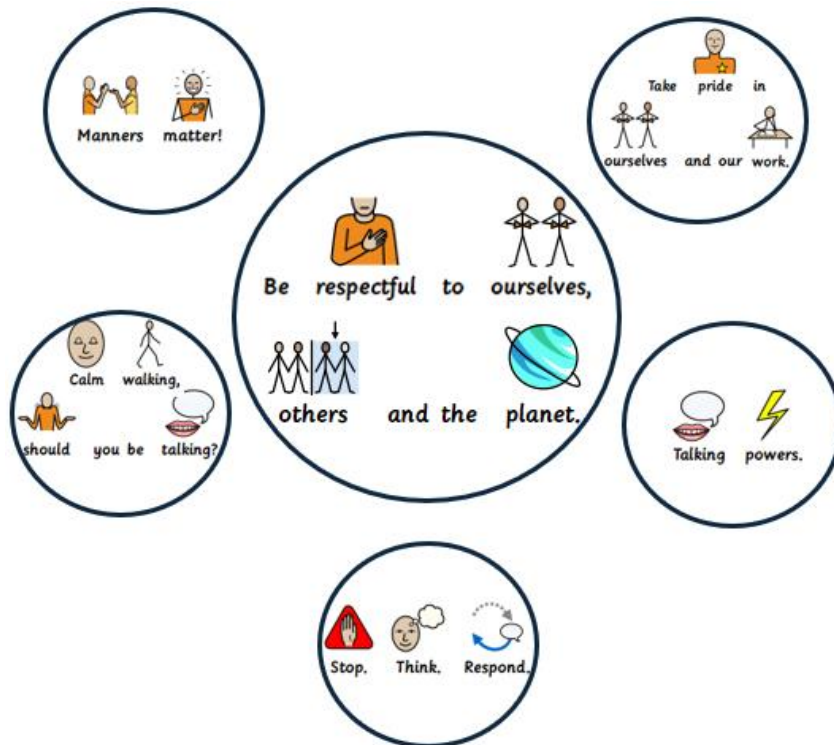 Manners matter!
Take pride in
ourselves and our work.
Be respectful to ourselves,
others and the planet.
Calm walking,
should you be talking?
Talking powers.
Stop. Think. Respond.